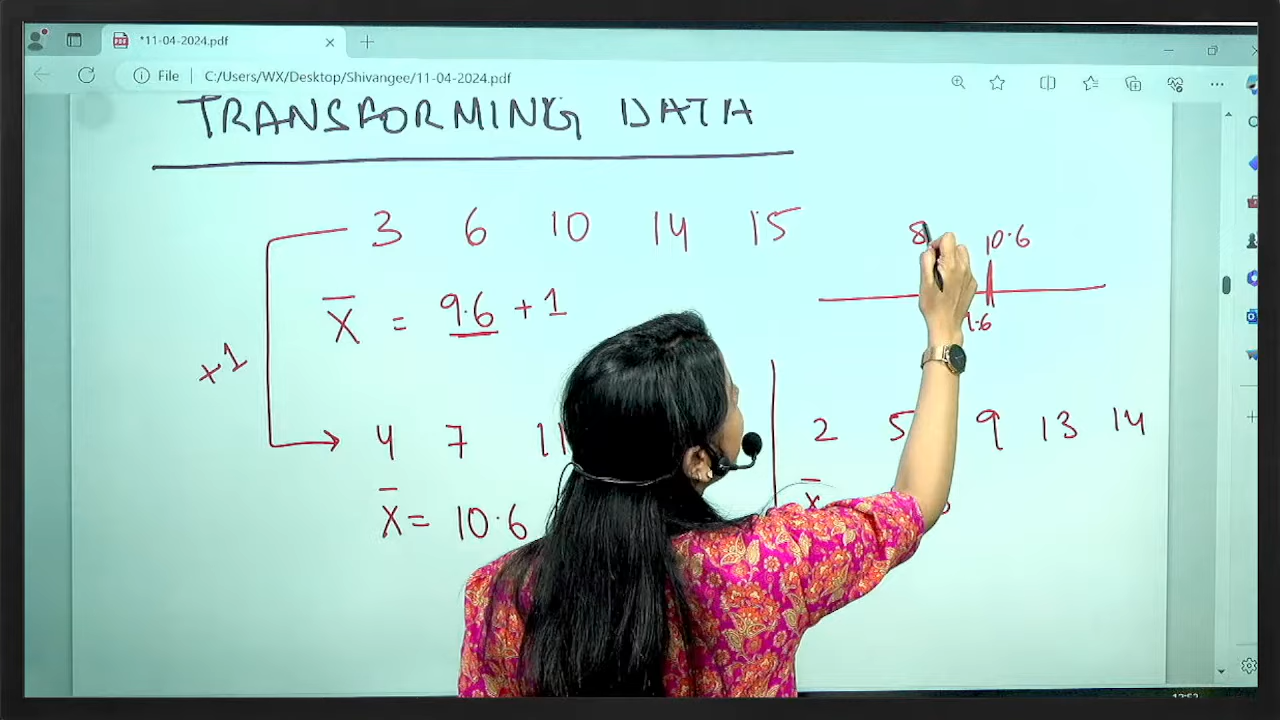 *11-04-2024.pdf
File | C:/Users/WX/Desktop/Shivangee/11-04-2024.pdf
TRANSFORMING DATA
3 6 10 14 15
8 10.6
X̅ = 9.6 + 1
+1
4 7 11
2 5 9 13 14
X̅ = 10.6
x̅